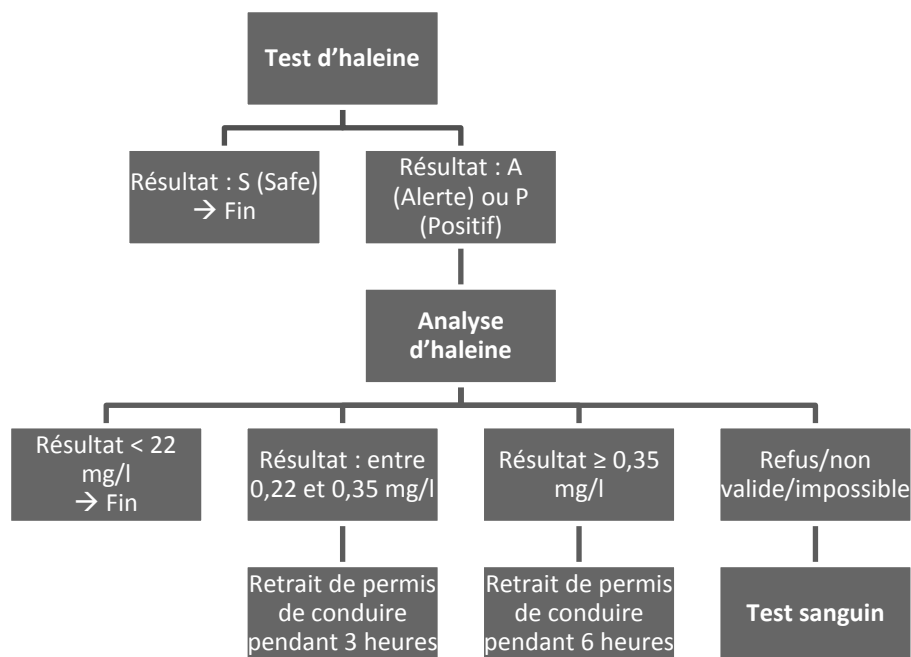 Test d’haleine
Résultat : S (Safe)
→ Fin
Résultat : A
(Alerte) ou P
(Positif)
Analyse
d’haleine
Résultat < 22
mg/l
→ Fin
Résultat : entre
0,22 et 0,35 mg/l
Résultat ≥ 0,35
mg/l
Refus/non
valide/impossible
Retrait de permis
de conduire
pendant 3 heures
Retrait de permis
de conduire
pendant 6 heures
Test sanguin